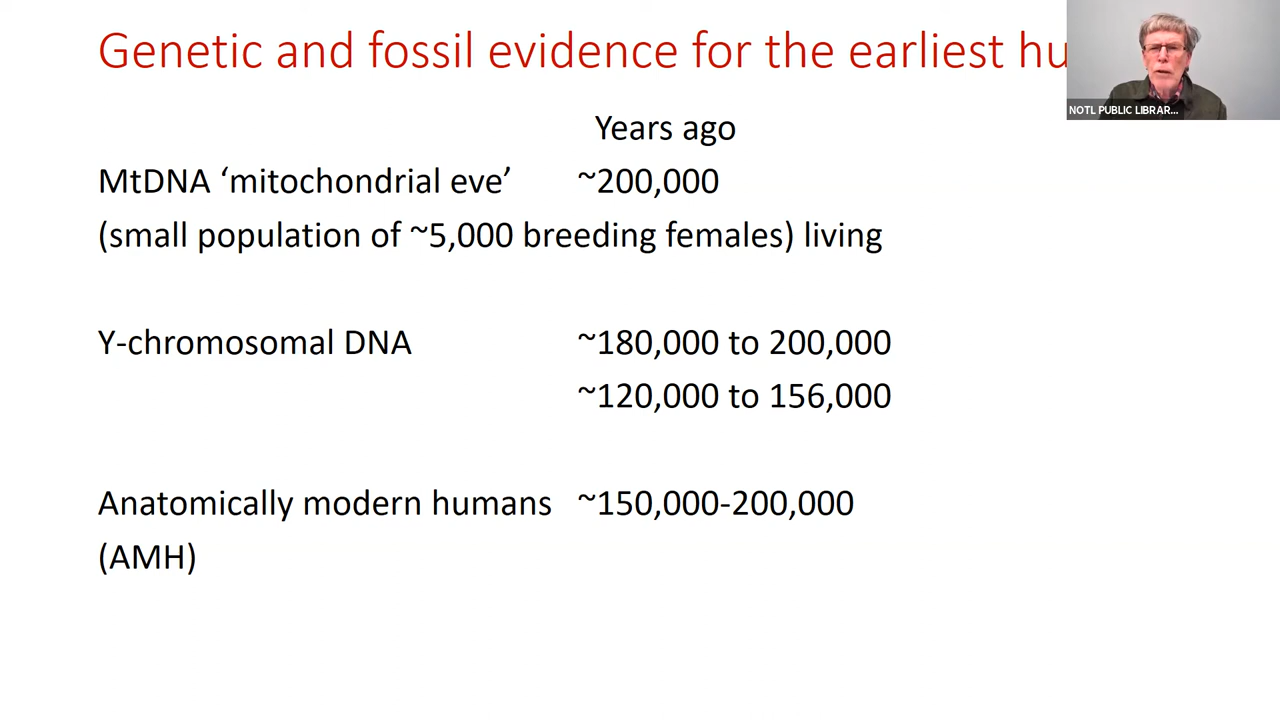 Genetic and fossil evidence for the earliest hu
NOTL PUBLIC LIBRAR...
Years ago
MtDNA ‘mitochondrial eve’ ~200,000
(small population of ~5,000 breeding females) living
Y-chromosomal DNA ~180,000 to 200,000
~120,000 to 156,000
Anatomically modern humans ~150,000-200,000
(AMH)